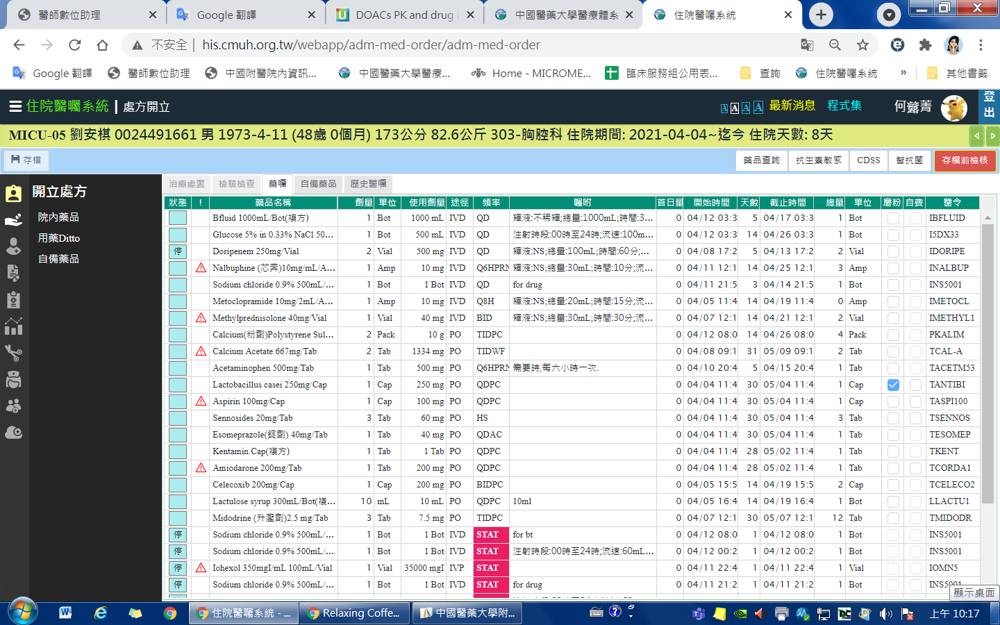 醫師數位助理 Google 翻譯 DOACs PK and drug 中國醫藥大學醫療體系 住院醫囑系統
不安全 his.cmuh.org.tw/webapp/adm-med-order/adm-med-order
Google 翻譯 醫師數位助理 中國附醫院內資訊... 中國醫藥大學醫療... Home - MICROME... 臨床服務組公用表... 查詢 住院醫囑系統 » 其他書籤
住院醫囑系統 處方開立 A A A A 最新消息 程式集 登出
MICU-05 劉安棋 0024491661 男 1973-4-11 (48歲 0個月) 173公分 82.6公斤 303-胸腔科 住院期間: 2021-04-04~迄今 住院天數: 8天
存檔 藥品查詢 抗生素敏感 CDSS 智抗菌 存檔前檢核
開立處方
院內藥品
用藥Ditto
自備藥品
治療處置 檢驗檢查 藥囑 自備藥品 歷史醫囑
狀態 ! 藥品名稱 劑量 單位 使用劑量 途徑 頻率 囑咐 首日量 開始時間 天數 截止時間 總量 單位 磨粉 自費 醫令
Bfluid 1000mL/Bot(複方) 1 Bot 1000 mL IVD QD 釋液:不稀釋;總量:1000mL;時間:3... 0 04/12 03:3 5 04/17 03:3 1 Bot IBFLUID
Glucose 5% in 0.33% NaCl 50... 1 Bot 500 mL IVD QD 注射時段:00時至24時;流速:100m... 0 04/12 03:3 14 04/26 03:3 1 Bot I5DX33
停 Doripenem 250mg/Vial 2 Vial 500 mg IVD QD 釋液:NS;總量:100mL;時間:60分;... 0 04/08 17:2 5 04/13 17:2 2 Vial IDORIPE
Nalbuphine (芯奔)10mg/mL/A... 1 Amp 10 mg IVD Q6HPRN 釋液:NS;總量:30mL;時間:10分;流... 0 04/11 12:1 14 04/25 12:1 3 Amp INALBUP
Sodium chloride 0.9% 500mL/... 1 Bot 1 Bot IVD QD for drug 0 04/11 21:5 3 04/14 21:5 1 Bot INS5001
Metoclopramide 10mg/2mL/A... 1 Amp 10 mg IVD Q8H 釋液:NS;總量:20mL;時間:15分;流... 0 04/05 11:4 14 04/19 11:4 0 Amp IMETOCL
Methylprednisolone 40mg/Vial 1 Vial 40 mg IVD BID 釋液:NS;總量:30mL;時間:30分;流... 0 04/07 12:1 14 04/21 12:1 2 Vial IMETHYL1
Calcium(粉劑)Polystyrene Sul... 2 Pack 10 g PO TIDPC 0 04/12 08:0 14 04/26 08:0 4 Pack PKALIM
Calcium Acetate 667mg/Tab 2 Tab 1334 mg PO TIDWF 0 04/08 09:1 31 05/09 09:1 2 Tab TCAL-A
Acetaminophen 500mg/Tab 1 Tab 500 mg PO Q6HPRN 需要時,每六小時一次. 0 04/10 20:4 5 04/15 20:4 1 Tab TACETM53
Lactobacillus casei 250mg/Cap 1 Cap 250 mg PO QDPC 0 04/04 11:4 30 05/04 11:4 1 Cap TANTIBI
Aspirin 100mg/Cap 1 Cap 100 mg PO QDPC 0 04/04 11:4 30 05/04 11:4 1 Cap TASPI100
Sennosides 20mg/Tab 3 Tab 60 mg PO HS 0 04/04 11:4 30 05/04 11:4 3 Tab TSENNOS
Esomeprazole(錠劑) 40mg/Tab 1 Tab 40 mg PO QDAC 0 04/04 11:4 30 05/04 11:4 1 Tab TESOMEP
Kentamin Cap(複方) 1 Tab 1 Tab PO QDPC 0 04/04 11:4 28 05/02 11:4 1 Tab TKENT
Amiodarone 200mg/Tab 1 Tab 200 mg PO QDPC 0 04/04 11:4 28 05/02 11:4 1 Tab TCORDA1
Celecoxib 200mg/Cap 1 Cap 200 mg PO BIDPC 0 04/05 15:5 14 04/19 15:5 2 Cap TCELECO2
Lactulose syrup 300mL/Bot(複... 10 mL 10 mL PO QDPC 10ml 0 04/05 16:4 14 04/19 16:4 1 Bot LLACTU1
Midodrine (升壓劑)2.5 mg/Tab 3 Tab 7.5 mg PO TIDPC 0 04/07 12:1 30 05/07 12:1 12 Tab TMIDODR
停 Sodium chloride 0.9% 500mL/... 1 Bot 1 Bot IVD STAT for bt 0 04/12 08:0 1 04/12 08:0 1 Bot INS5001
停 Sodium chloride 0.9% 500mL/... 1 Bot 1 Bot IVD STAT 注射時段:00時至24時;流速:60mL... 0 04/12 00:2 1 04/12 00:2 1 Bot INS5001
停 Iohexol 350mgI/mL 100mL/Vial 1 Vial 35000 mgI IVP STAT 0 04/11 22:4 1 04/11 22:4 1 Vial IOMN5
停 Sodium chloride 0.9% 500mL/... 1 Bot 1 Bot IVD STAT for drug 0 04/11 21:2 1 04/11 21:2 1 Bot INS5001
顯示桌面
住院醫囑系統 - ... Relaxing Coffe... 中國醫藥大學附... 上午 10:17